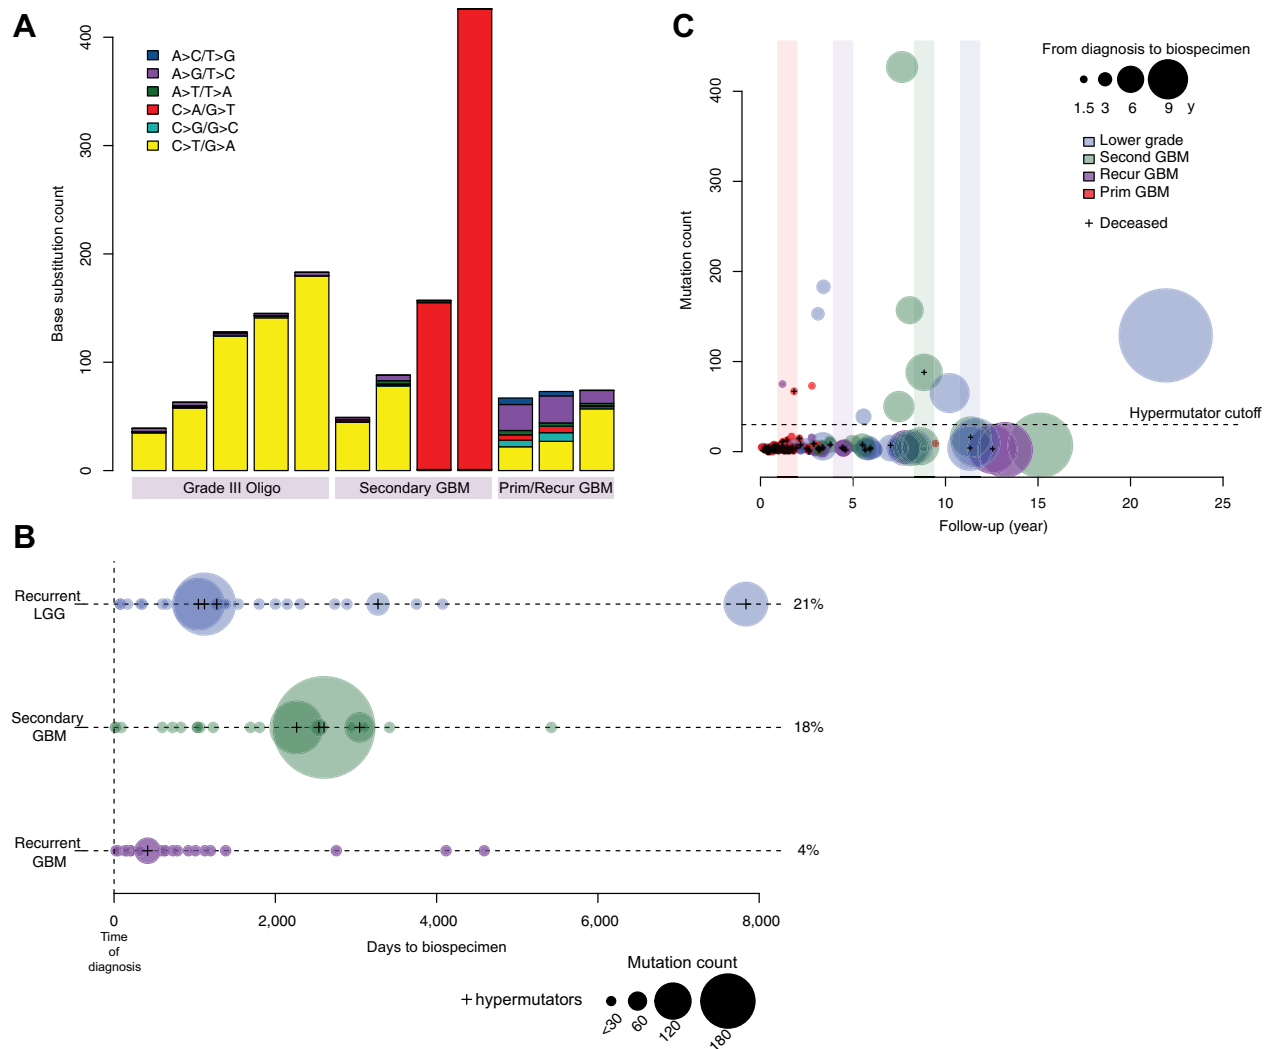 A
400
300
200
100
0
Base substitution count
A>C/T>G
A>G/T>C
A>T/T>A
C>A/G>T
C>G/G>C
C>T/G>A
Grade III Oligo
Secondary GBM
Prim/Recur GBM
C
400
300
200
100
0
Mutation count
From diagnosis to biospecimen
1.5 3 6 9 y
Lower grade
Second GBM
Recur GBM
Prim GBM
+ Deceased
Hypermutator cutoff
0 5 10 15 20 25
Follow-up (year)
B
Recurrent
LGG
21%
Secondary
GBM
18%
Recurrent
GBM
4%
0 2,000 4,000 6,000 8,000
Time
of
diagnosis
Days to biospecimen
Mutation count
+ hypermutators
<30 60 120 180